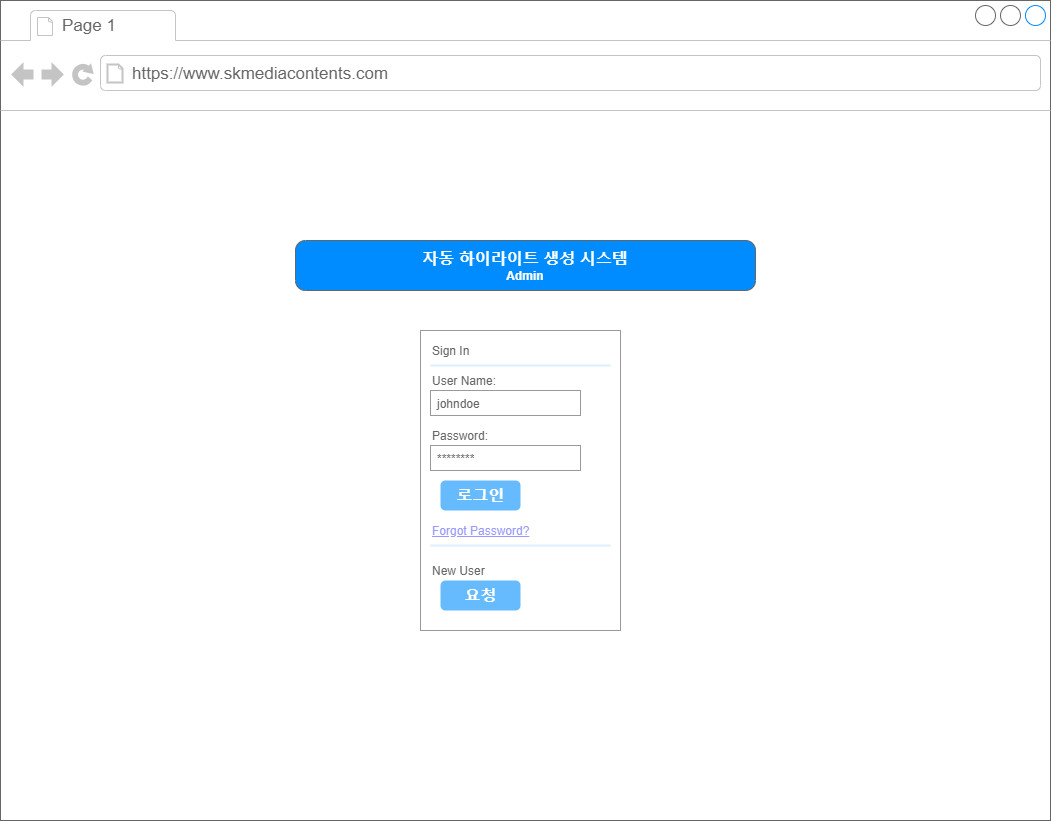 Page 1
https://www.skmediacontents.com
자동 하이라이트 생성 시스템
Admin
Sign In
User Name:
johndoe
Password:
********
로그인
Forgot Password?
New User
요청